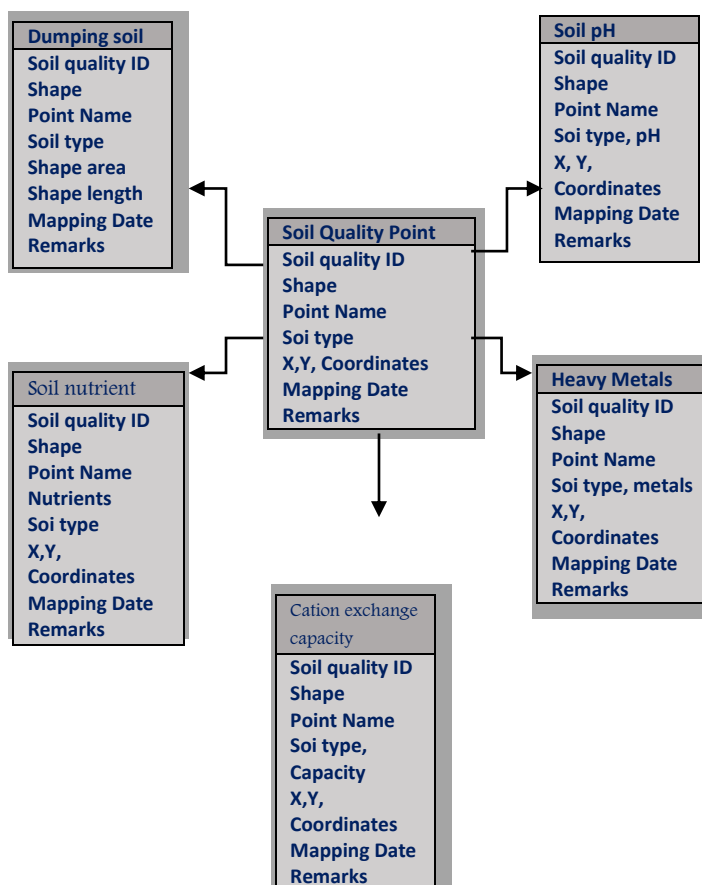 Dumping soil
Soil quality ID
Shape
Point Name
Soil type
Shape area
Shape length
Mapping Date
Remarks
Soil pH
Soil quality ID
Shape
Point Name
Soi type, pH
X, Y,
Coordinates
Mapping Date
Remarks
Soil Quality Point
Soil quality ID
Shape
Point Name
Soi type
X,Y, Coordinates
Mapping Date
Remarks
Soil nutrient
Soil quality ID
Shape
Point Name
Nutrients
Soi type
X,Y,
Coordinates
Mapping Date
Remarks
Heavy Metals
Soil quality ID
Shape
Point Name
Soi type, metals
X,Y,
Coordinates
Mapping Date
Remarks
Cation exchange
capacity
Soil quality ID
Shape
Point Name
Soi type,
Capacity
X,Y,
Coordinates
Mapping Date
Remarks